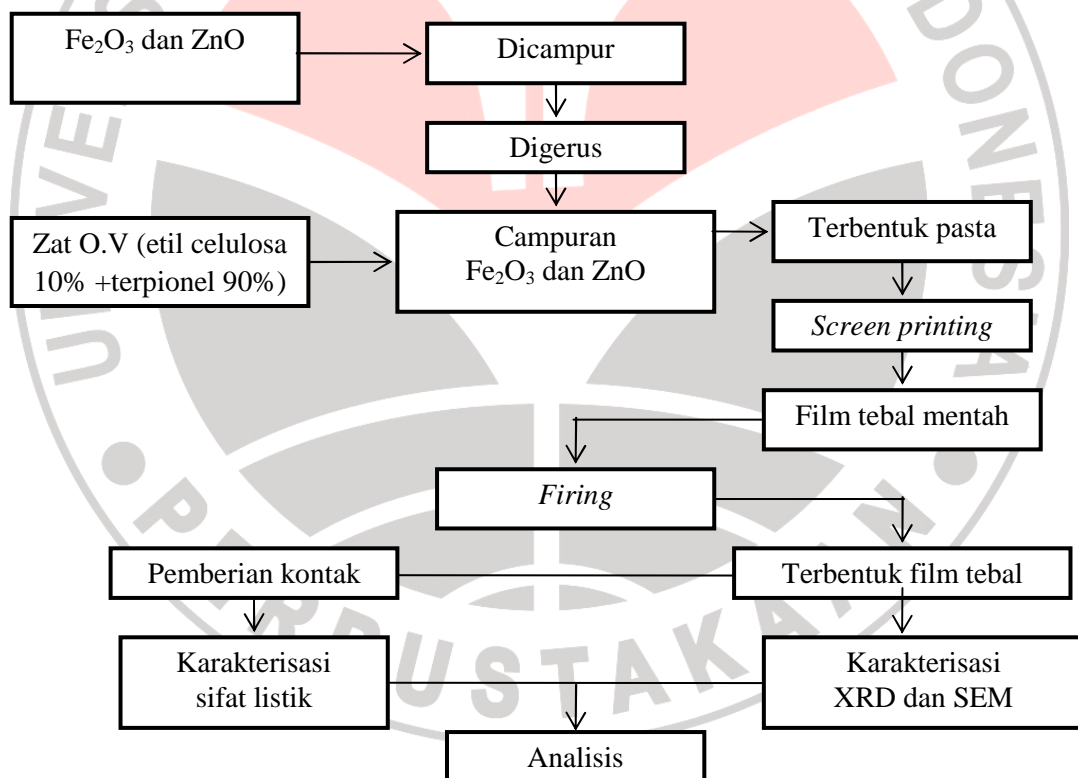 Fe₂O₃ dan ZnO
Dicampur
Digerus
Zat O.V (etil celulosa
10% +terpionel 90%)
Campuran
Fe₂O₃ dan ZnO
Terbentuk pasta
Screen printing
Film tebal mentah
Firing
Pemberian kontak
Terbentuk film tebal
Karakterisasi
sifat listik
Karakterisasi
XRD dan SEM
Analisis
PERPUSTAKAAN